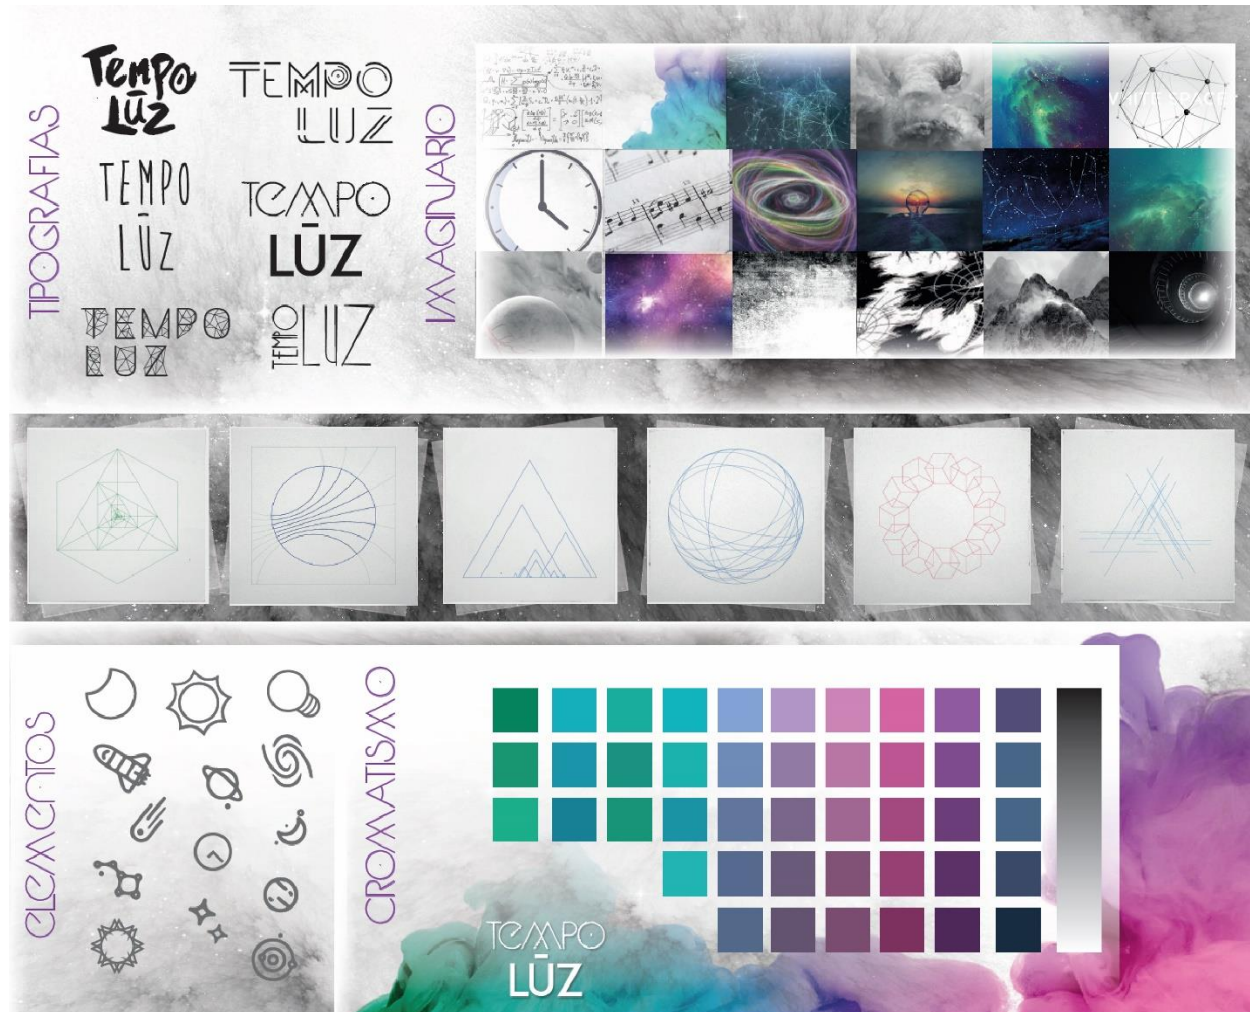 TIPOGRAFIAS
TEMPO
LŪZ
TEMPO
LUZ
TEMPO
LŪZ
TEMPO
LŪZ
TEMPO
LUZ
TEMPO
LUZ
IMAGINARIO
ELEMENTOS
CROMATISMO
TEMPO
LŪZ